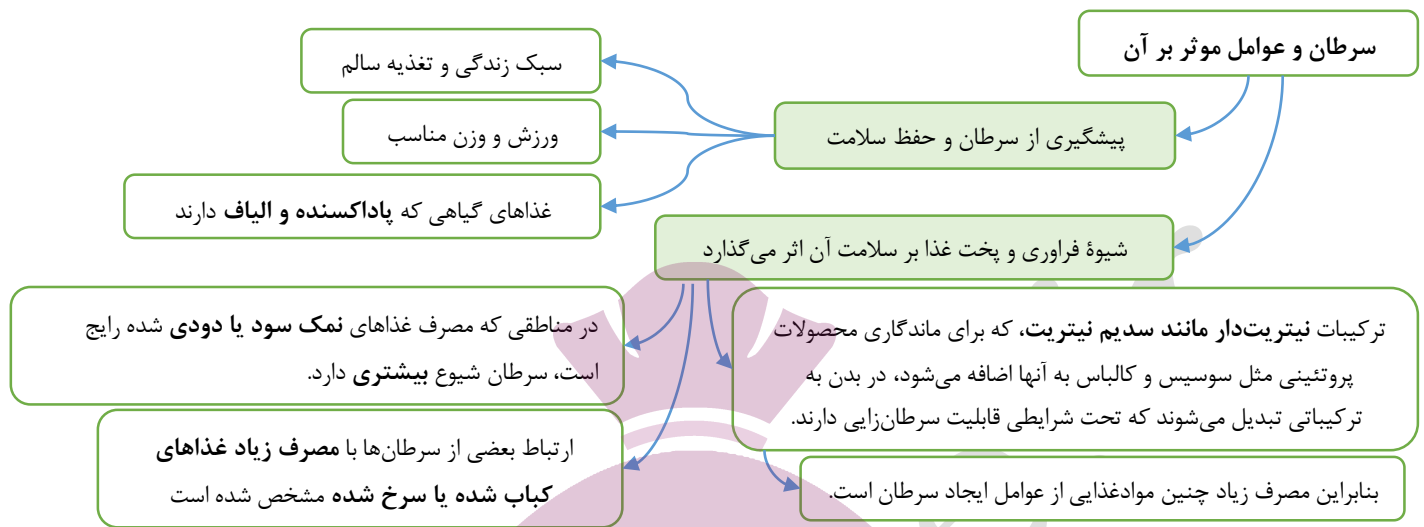 سرطان و عوامل موثر بر آن
پیشگیری از سرطان و حفظ سلامت
سبک زندگی و تغذیه سالم
ورزش و وزن مناسب
غذاهای گیاهی که پاداکسنده و الیاف دارند
شیوۀ فراوری و پخت غذا بر سلامت آن اثر می‌گذارد
ترکیبات نیتریت‌دار مانند سدیم نیتریت، که برای ماندگاری محصولات
پروتئینی مثل سوسیس و کالباس به آنها اضافه می‌شود، در بدن به
ترکیباتی تبدیل می‌شوند که تحت شرایطی قابلیت سرطان‌زایی دارند.
بنابراین مصرف زیاد چنین موادغذایی از عوامل ایجاد سرطان است.
در مناطقی که مصرف غذاهای نمک سود یا دودی شده رایج
است، سرطان شیوع بیشتری دارد.
ارتباط بعضی از سرطان‌ها با مصرف زیاد غذاهای
کباب شده یا سرخ شده مشخص شده است